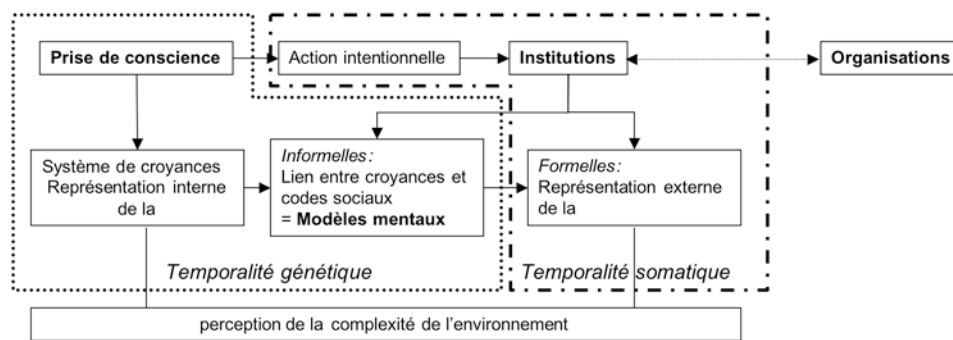 Prise de conscience
Action intentionnelle
Institutions
Organisations
Système de croyances
Représentation interne
de la
Informelles:
Lien entre croyances et
codes sociaux
= Modèles mentaux
Formelles:
Représentation externe
de la
Temporalité génétique
Temporalité somatique
perception de la complexité de l'environnement